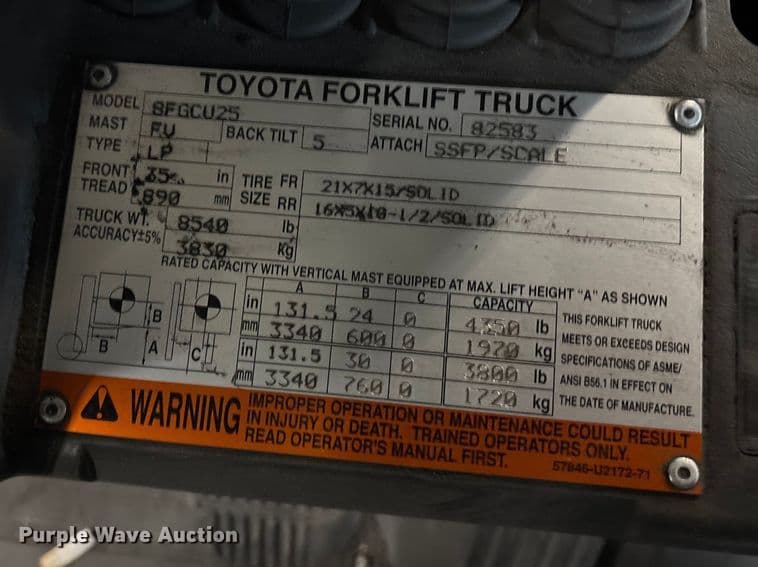 TOYOTA FORKLIFT TRUCK
MODEL 8FGCU25 SERIAL NO. 82583
MAST FV BACK TILT 5 ATTACH SSFP/SCALE
TYPE LP
FRONT TREAD 35 in TIRE SIZE FR 21X7X15/SOLID
890 mm RR 16X5X10-1/2/SOLID
TRUCK WT. 8540 lb
ACCURACY±5% 3830 Kg
RATED CAPACITY WITH VERTICAL MAST EQUIPPED AT MAX. LIFT HEIGHT "A" AS SHOWN
A B C CAPACITY
in 131.5 24 0 4350 lb
mm 3340 600 0 1970 kg
in 131.5 30 0 3800 lb
mm 3340 760 0 1720 kg
B
B A C
THIS FORKLIFT TRUCK
MEETS OR EXCEEDS DESIGN
SPECIFICATIONS OF ASME/
ANSI B56.1 IN EFFECT ON
THE DATE OF MANUFACTURE.
WARNING
IMPROPER OPERATION OR MAINTENANCE COULD RESULT
IN INJURY OR DEATH. TRAINED OPERATORS ONLY.
READ OPERATOR'S MANUAL FIRST.
57846-U2172-71
Purple Wave Auction